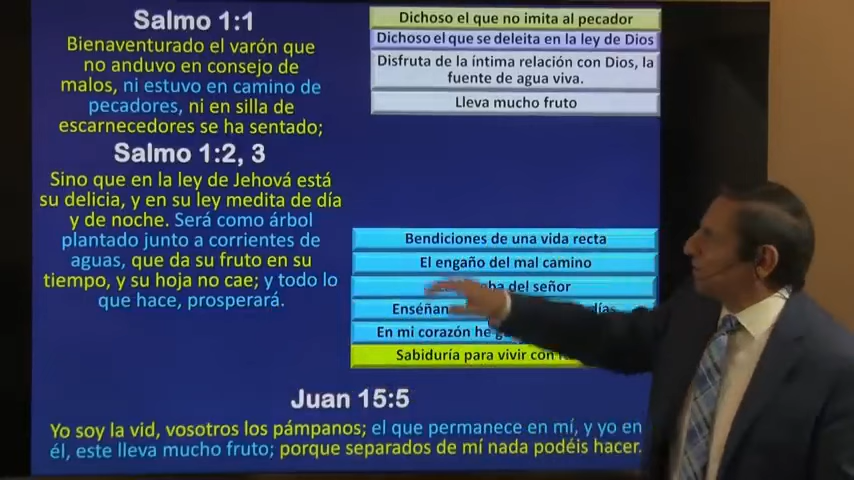 Salmo 1:1
Bienaventurado el varón que
no anduvo en consejo de
malos, ni estuvo en camino de
pecadores, ni en silla de
escarnecedores se ha sentado;
Salmo 1:2, 3
Sino que en la ley de Jehová está
su delicia, y en su ley medita de día
y de noche. Será como árbol
plantado junto a corrientes de
aguas, que da su fruto en su
tiempo, y su hoja no cae; y todo lo
que hace, prosperará.
Dichoso el que no imita al pecador
Dichoso el que se deleita en la ley de Dios
Disfruta de la íntima relación con Dios, la
fuente de agua viva.
Lleva mucho fruto
Bendiciones de una vida recta
El engaño del mal camino
del señor
En mi corazón he
Sabiduría para vivir con
Juan 15:5
Yo soy la vid, vosotros los pámpanos; el que permanece en mí, y yo en
él, este lleva mucho fruto; porque separados de mí nada podéis hacer.